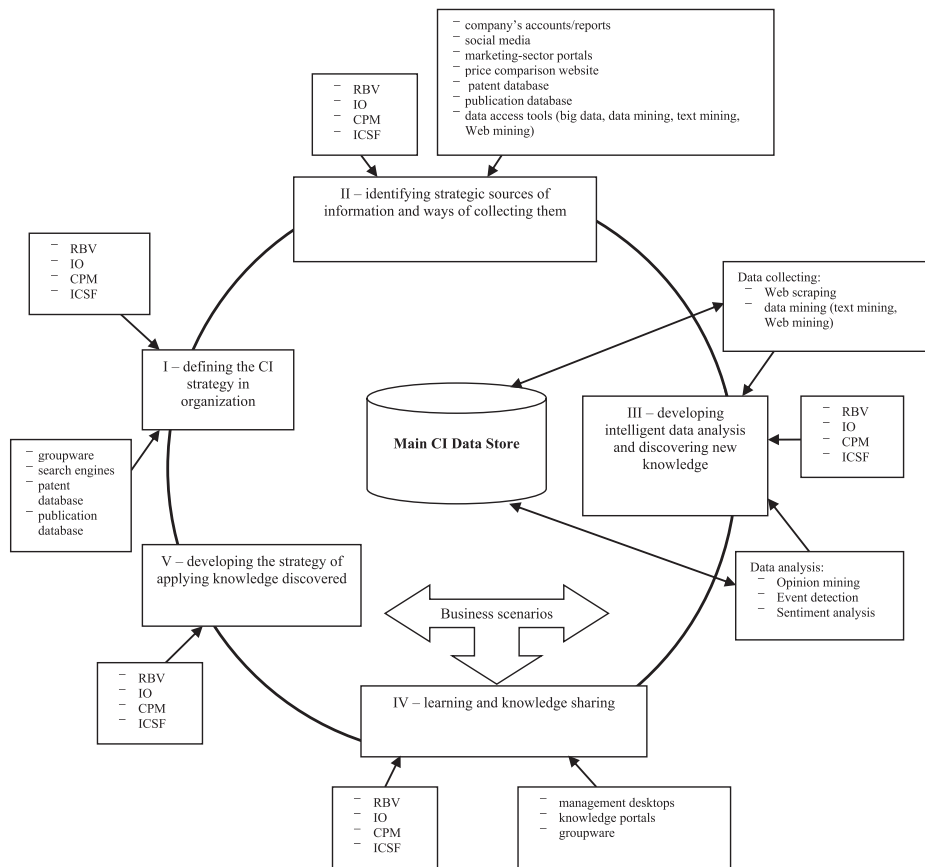 – company’s accounts/reports
– social media
– marketing-sector portals
– price comparison website
– patent database
– publication database
– data access tools (big data, data mining, text mining,
Web mining)
– RBV
– IO
– CPM
– ICSF
II – identifying strategic sources of
information and ways of collecting them
– RBV
– IO
– CPM
– ICSF
Data collecting:
– Web scraping
– data mining (text mining,
Web mining)
I – defining the CI
strategy in
organization
Main CI Data Store
III – developing
intelligent data analysis
and discovering new
knowledge
– RBV
– IO
– CPM
– ICSF
– groupware
– search engines
– patent
database
– publication
database
V – developing the strategy of
applying knowledge discovered
Data analysis:
– Opinion mining
– Event detection
– Sentiment analysis
Business scenarios
– RBV
– IO
– CPM
– ICSF
IV – learning and knowledge sharing
– RBV
– IO
– CPM
– ICSF
– management desktops
– knowledge portals
– groupware